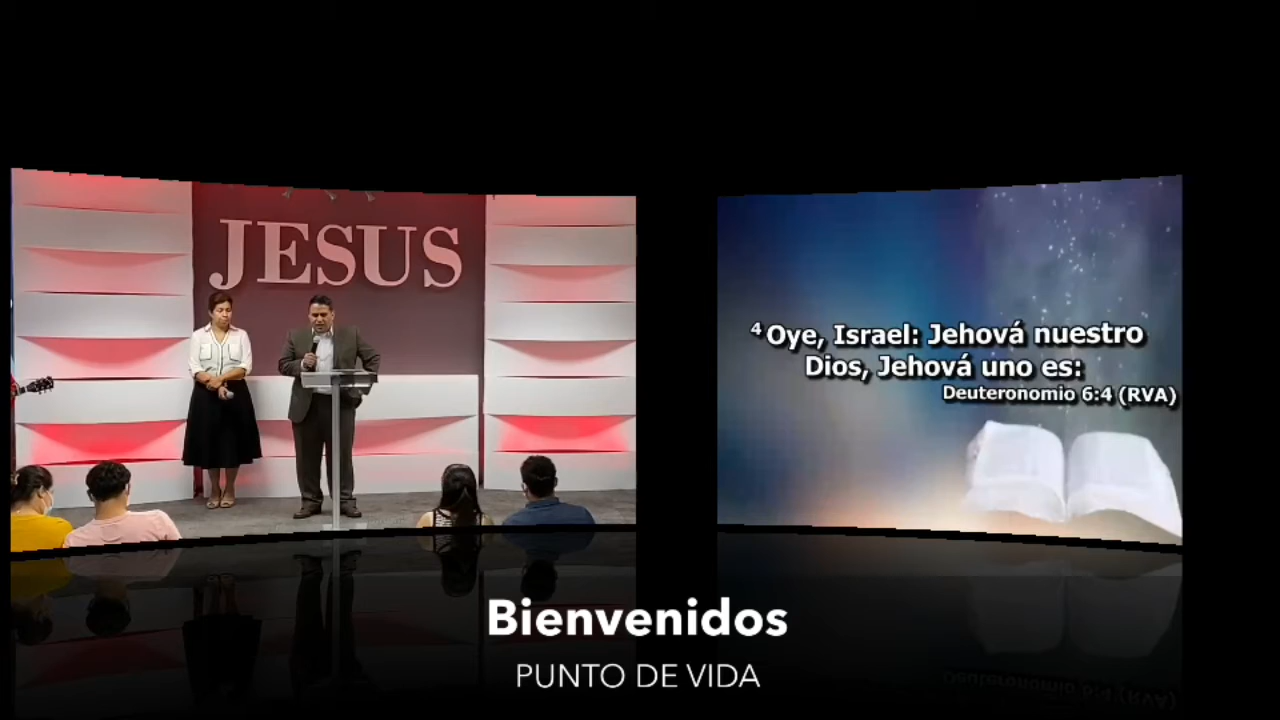 JESUS
⁴ Oye, Israel: Jehová nuestro
Dios, Jehová uno es:
Deuteronomio 6:4 (RVA)
Bienvenidos
PUNTO DE VIDA